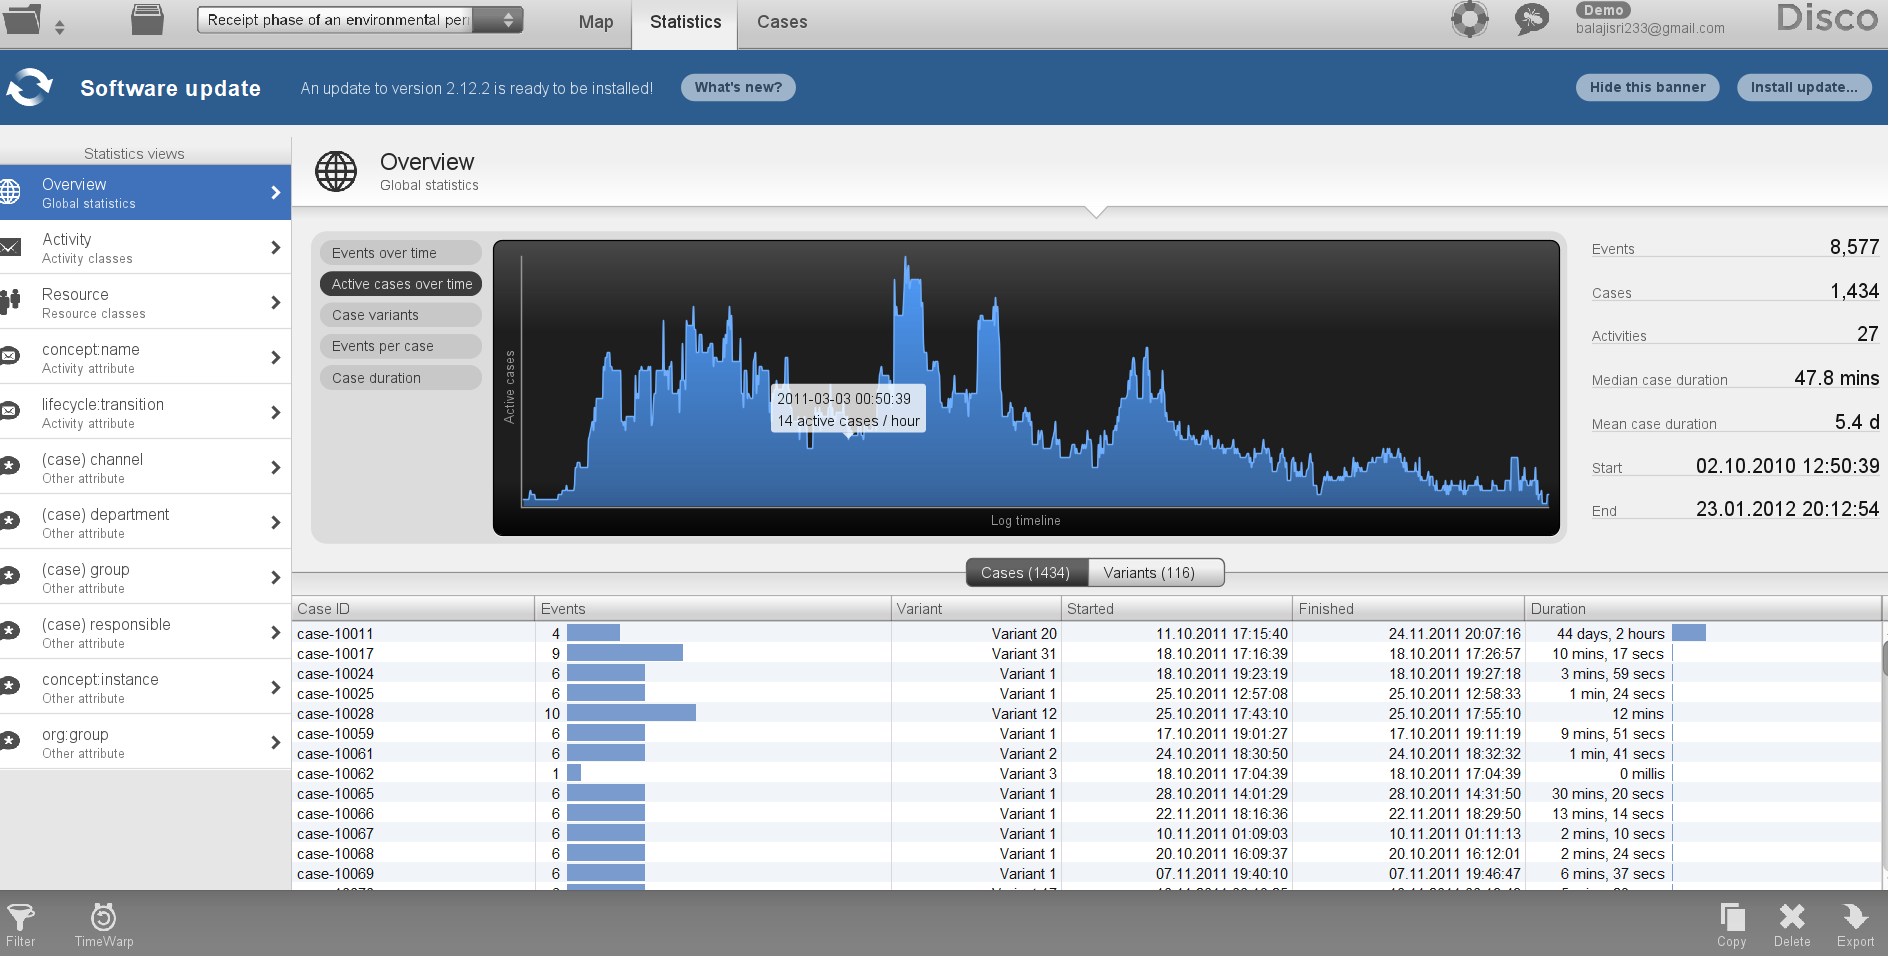 Receipt phase of an environmental per
Map
Statistics
Cases
Demo
balajisri233@gmail.com
Disco
Software update
An update to version 2.12.2 is ready to be installed!
What's new?
Hide this banner
Install update...
Statistics views
Overview
Global statistics
Activity
Activity classes
Resource
Resource classes
concept:name
Activity attribute
lifecycle:transition
Activity attribute
(case) channel
Other attribute
(case) department
Other attribute
(case) group
Other attribute
(case) responsible
Other attribute
concept:instance
Other attribute
org:group
Other attribute
Overview
Global statistics
Events over time
Active cases over time
Case variants
Events per case
Case duration
Active cases
2011-03-03 00:50:39
14 active cases / hour
Log timeline
Events 8,577
Cases 1,434
Activities 27
Median case duration 47.8 mins
Mean case duration 5.4 d
Start 02.10.2010 12:50:39
End 23.01.2012 20:12:54
Cases (1434)
Variants (116)
Case ID Events Variant Started Finished Duration
case-10011 4 Variant 20 11.10.2011 17:15:40 24.11.2011 20:07:16 44 days, 2 hours
case-10017 9 Variant 31 18.10.2011 17:16:39 18.10.2011 17:26:57 10 mins, 17 secs
case-10024 6 Variant 1 18.10.2011 19:23:19 18.10.2011 19:27:18 3 mins, 59 secs
case-10025 6 Variant 1 25.10.2011 12:57:08 25.10.2011 12:58:33 1 min, 24 secs
case-10028 10 Variant 12 25.10.2011 17:43:10 25.10.2011 17:55:10 12 mins
case-10059 6 Variant 1 17.10.2011 19:01:27 17.10.2011 19:11:19 9 mins, 51 secs
case-10061 6 Variant 2 24.10.2011 18:30:50 24.10.2011 18:32:32 1 min, 41 secs
case-10062 1 Variant 3 18.10.2011 17:04:39 18.10.2011 17:04:39 0 millis
case-10065 6 Variant 1 28.10.2011 14:01:29 28.10.2011 14:31:50 30 mins, 20 secs
case-10066 6 Variant 1 22.11.2011 18:16:36 22.11.2011 18:29:50 13 mins, 14 secs
case-10067 6 Variant 1 10.11.2011 01:09:03 10.11.2011 01:11:13 2 mins, 10 secs
case-10068 6 Variant 1 20.10.2011 16:09:37 20.10.2011 16:12:01 2 mins, 24 secs
case-10069 6 Variant 1 07.11.2011 19:40:10 07.11.2011 19:46:47 6 mins, 37 secs
Filter
TimeWarp
Copy
Delete
Export